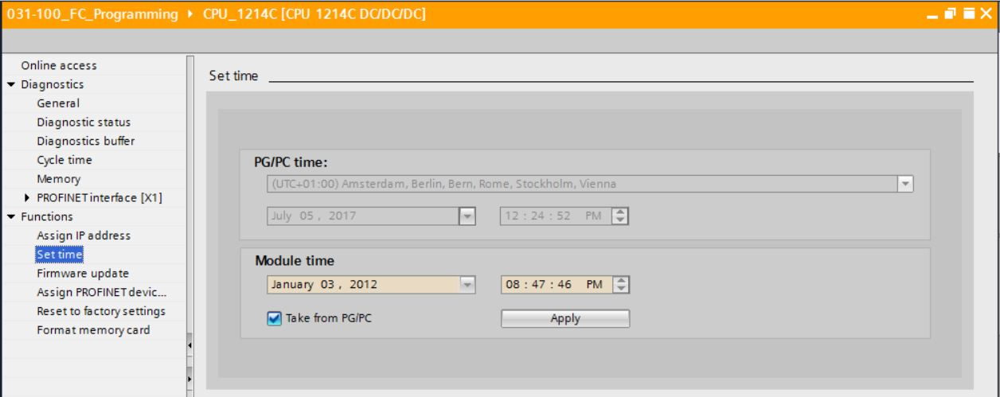 031-100_FC_Programming ▸ CPU_1214C [CPU 1214C DC/DC/DC]
Online access
Diagnostics
General
Diagnostic status
Diagnostics buffer
Cycle time
Memory
PROFINET interface [X1]
Functions
Assign IP address
Set time
Firmware update
Assign PROFINET devic...
Reset to factory settings
Format memory card
Set time
PG/PC time:
(UTC+01:00) Amsterdam, Berlin, Bern, Rome, Stockholm, Vienna
July 05 , 2017 12 : 24 : 52 PM
Module time
January 03 , 2012 08 : 47 : 46 PM
Take from PG/PC Apply